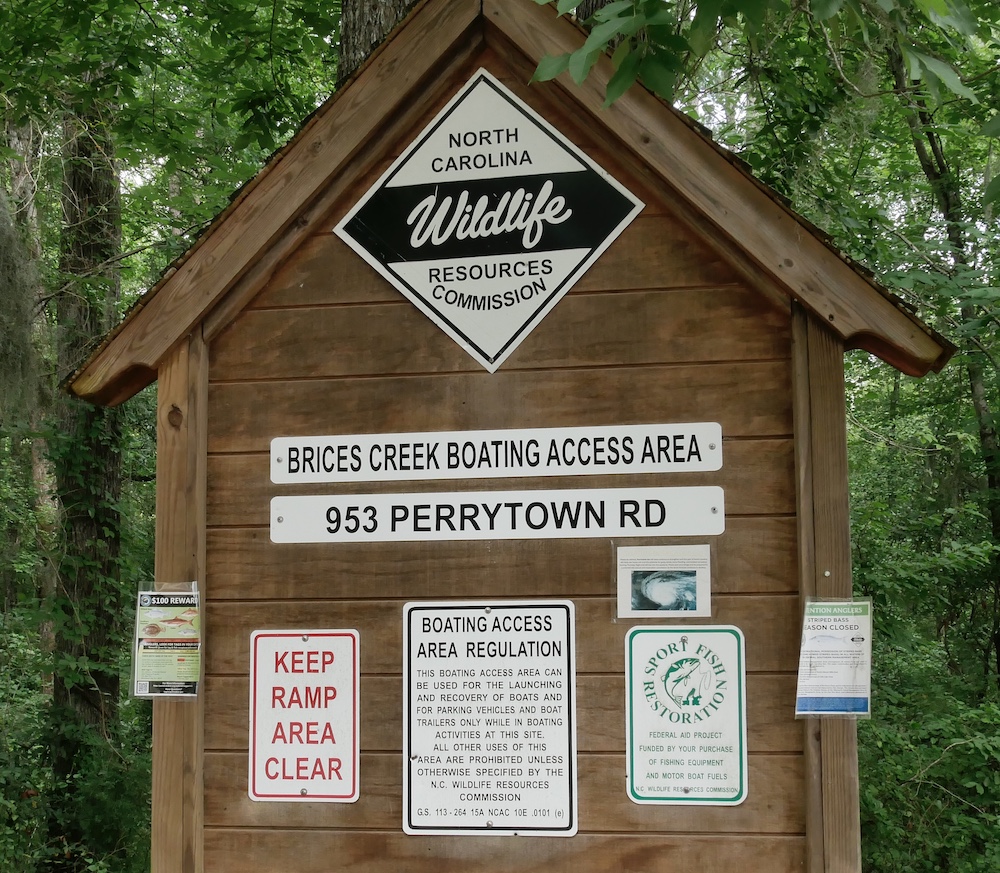 NORTH
CAROLINA
Wildlife
RESOURCES
COMMISSION
BRICES CREEK BOATING ACCESS AREA
953 PERRYTOWN RD
$100 REWAR
KEEP
RAMP
AREA
CLEAR
BOATING ACCESS
AREA REGULATION
THIS BOATING ACCESS AREA CAN
BE USED FOR THE LAUNCHING
AND RECOVERY OF BOATS AND
FOR PARKING VEHICLES AND BOAT
TRAILERS ONLY WHILE IN BOATING
ACTIVITIES AT THIS SITE.
ALL OTHER USES OF THIS
AREA ARE PROHIBITED UNLESS
OTHERWISE SPECIFIED BY THE
N.C. WILDLIFE RESOURCES
COMMISSION
G.S. 113 - 264 15A NCAC 10E .0101 (e)
SPORT FISH
RESTORATION
FEDERAL AID PROJECT
FUNDED BY YOUR PURCHASE
OF FISHING EQUIPMENT
AND MOTOR BOAT FUELS
N.C. WILDLIFE RESOURCES COMMISSION
ENTION ANGLERS
STRIPED BASS
EASON CLOSED